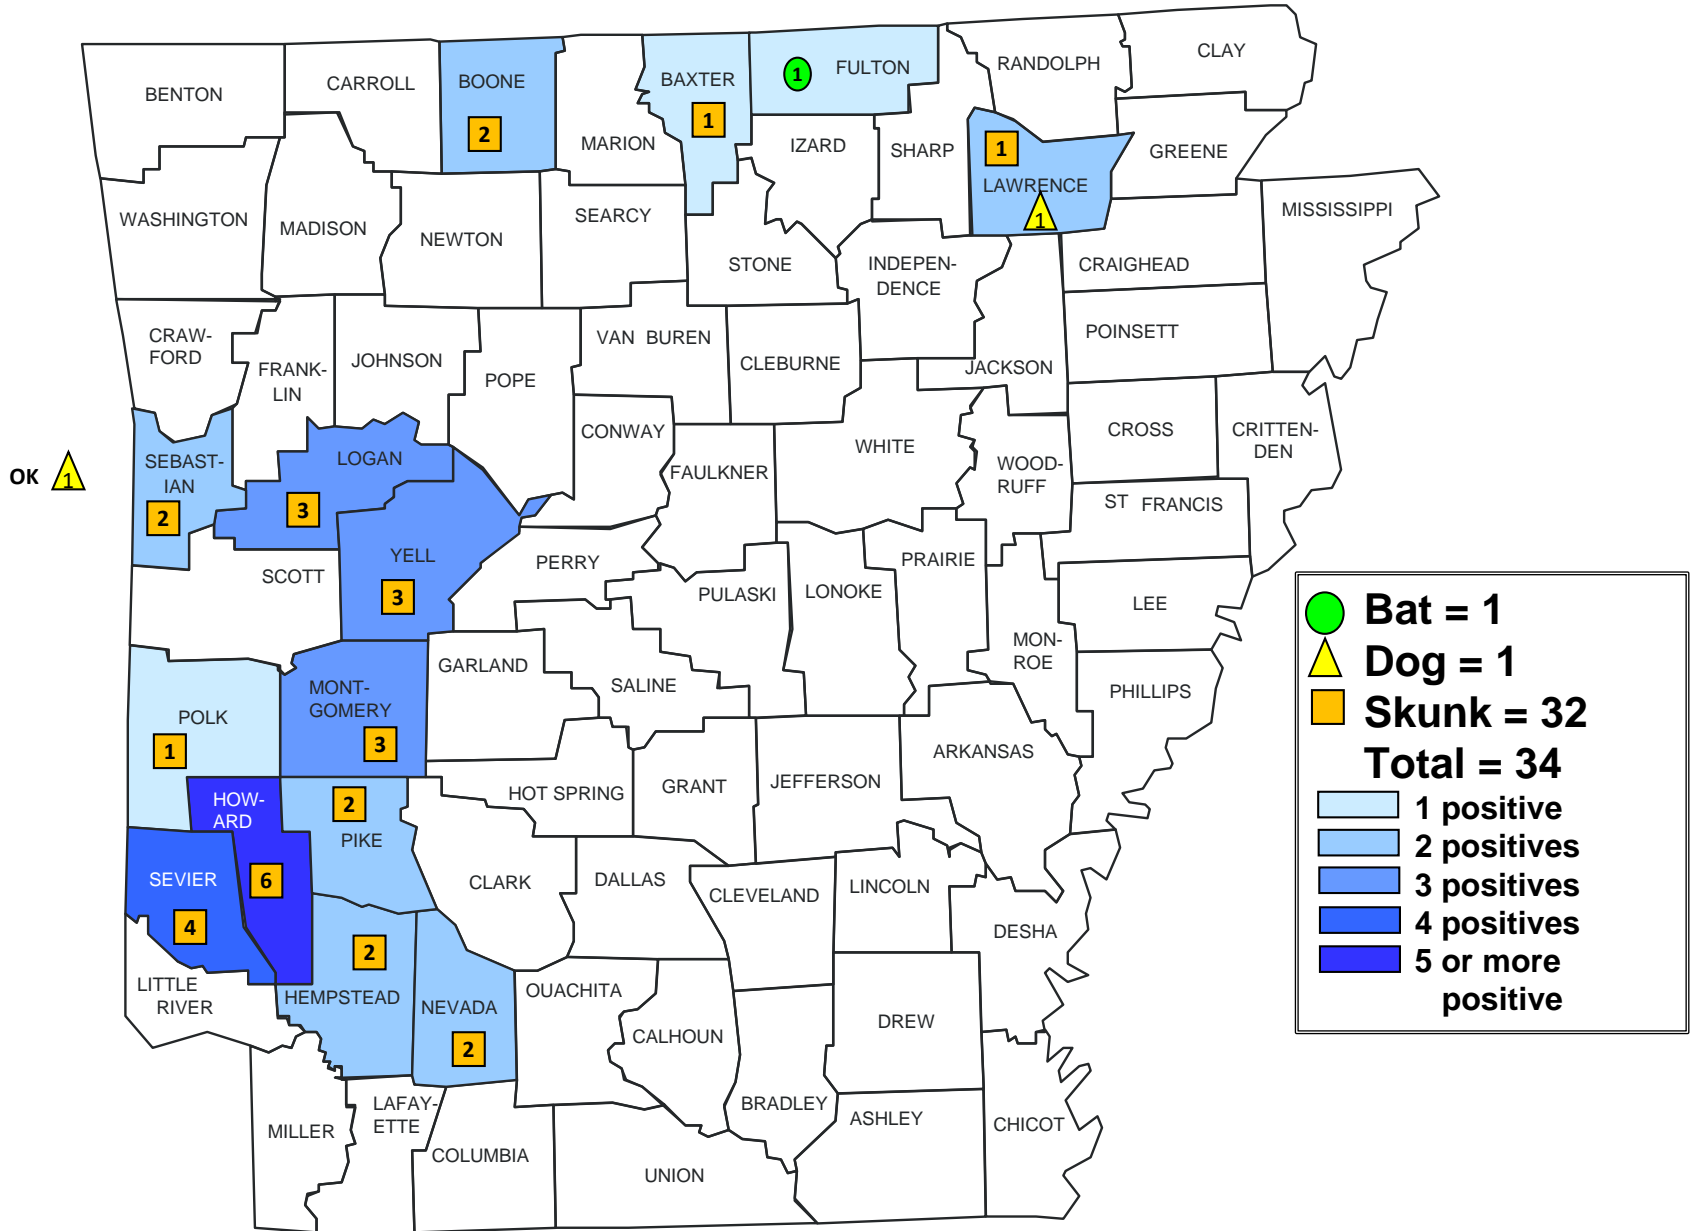 BENTON
CARROLL
BOONE
2
MARION
BAXTER
1
1
FULTON
RANDOLPH
CLAY
IZARD
SHARP
1
LAWRENCE
1
GREENE
WASHINGTON
MADISON
NEWTON
SEARCY
STONE
INDEPEN-
DENCE
CRAIGHEAD
MISSISSIPPI
CRAW-
FORD
FRANK-
LIN
JOHNSON
POPE
VAN BUREN
CLEBURNE
JACKSON
POINSETT
OK 1
SEBAST-
IAN
2
LOGAN
3
CONWAY
FAULKNER
WHITE
WOOD-
RUFF
CROSS
CRITTEN-
DEN
ST FRANCIS
SCOTT
YELL
3
PERRY
PULASKI
LONOKE
PRAIRIE
MON-
ROE
LEE
PHILLIPS
POLK
1
MONT-
GOMERY
3
GARLAND
SALINE
HOT SPRING
GRANT
JEFFERSON
ARKANSAS
HOW-
ARD
6
2
PIKE
SEVIER
4
CLARK
DALLAS
CLEVELAND
LINCOLN
DESHA
LITTLE
RIVER
2
HEMPSTEAD
NEVADA
2
OUACHITA
CALHOUN
DREW
BRADLEY
ASHLEY
CHICOT
MILLER
LAFAY-
ETTE
COLUMBIA
UNION
Bat = 1
Dog = 1
Skunk = 32
Total = 34
1 positive
2 positives
3 positives
4 positives
5 or more
positive